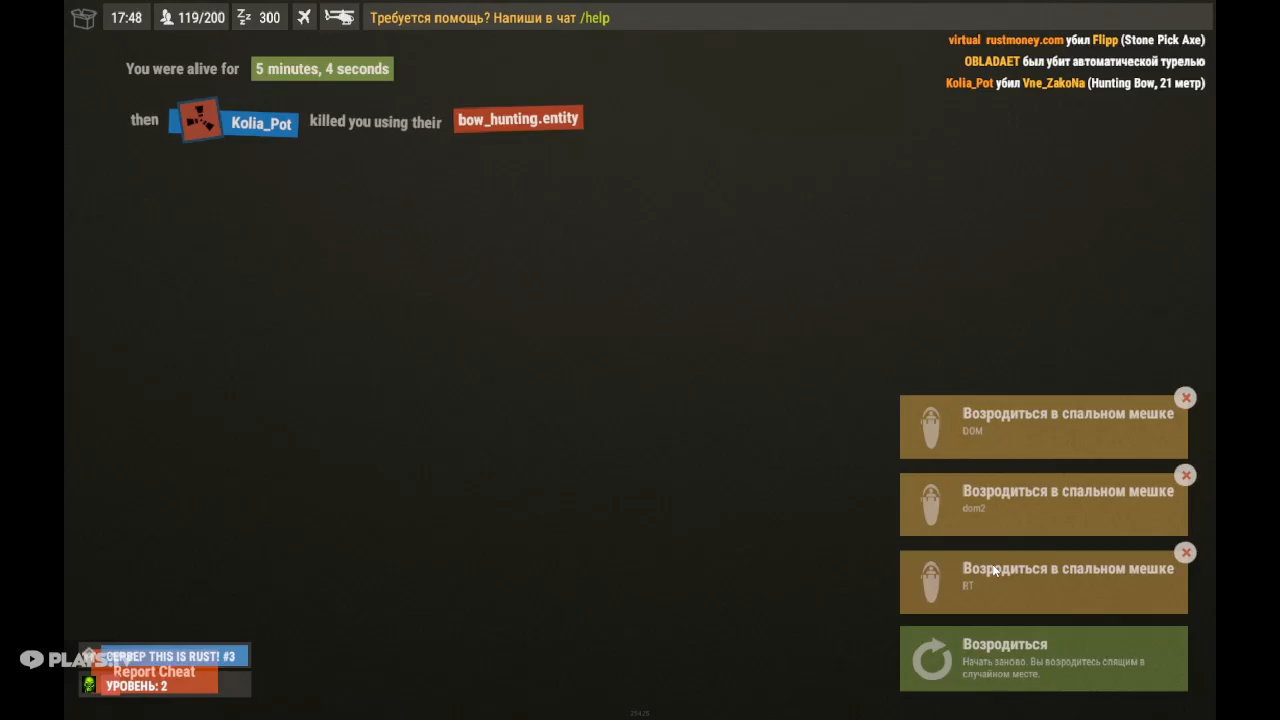 17:48 119/200 300 Требуется помощь? Напиши в чат /help
virtual rustmoney.com убил Flipp (Stone Pick Axe)
OBLADAET был убит автоматической турелью
Kolia_Pot убил Vne_ZakoNa (Hunting Bow, 21 метр)
You were alive for 5 minutes, 4 seconds
then Kolia_Pot killed you using their bow_hunting.entity
Возродиться в спальном мешке
DOM
Возродиться в спальном мешке
dom2
Возродиться в спальном мешке
RT
Возродиться
Начать заново. Вы возродитесь спящим в
случайном месте.
PLAYS.TV
СЕРВЕР THIS IS RUST! #3
Report Cheat
УРОВЕНЬ: 2